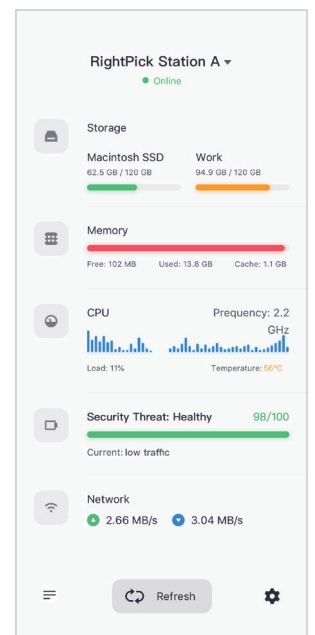 RightPick Station A
Online
Storage
Macintosh SSD Work
62.5 GB / 120 GB 94.9 GB / 120 GB
Memory
Free: 102 MB Used: 13.8 GB Cache: 1.1 GB
CPU Prequency: 2.2
GHz
Load: 11% Temperature: 56°C
Security Threat: Healthy 98/100
Current: low traffic
Network
2.66 MB/s 3.04 MB/s
Refresh